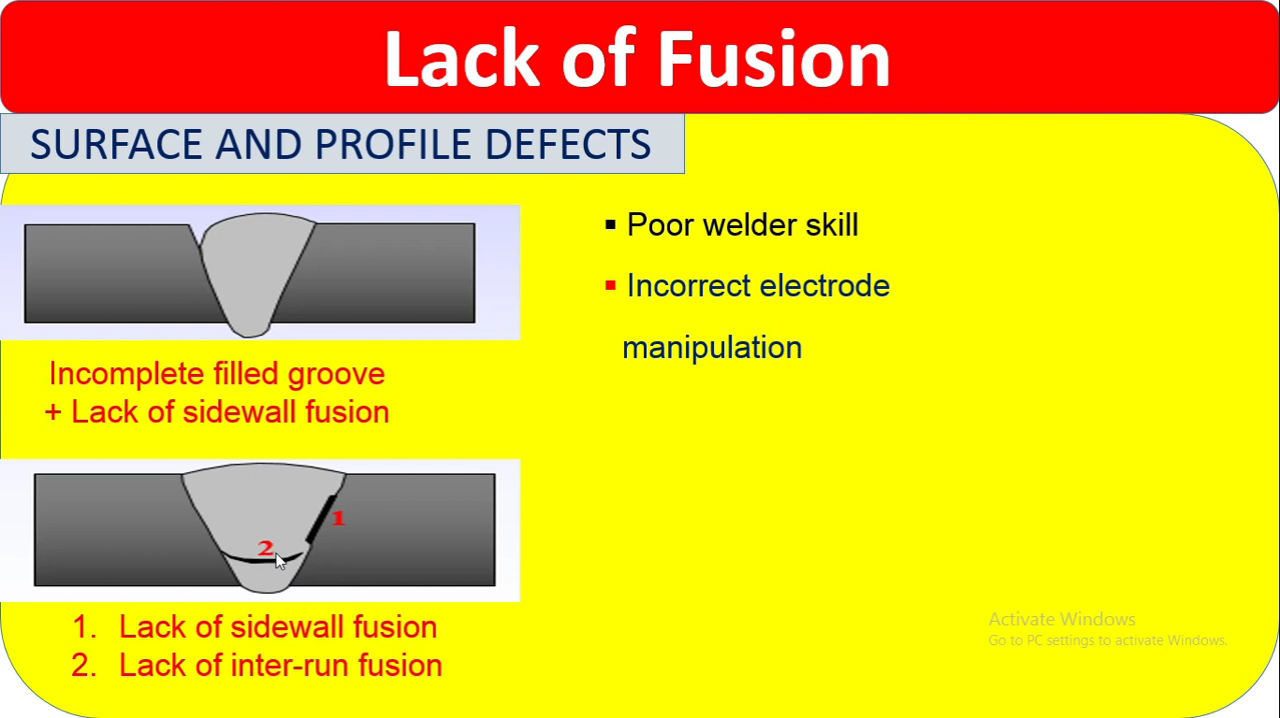 Lack of Fusion
SURFACE AND PROFILE DEFECTS
▪ Poor welder skill
▪ Incorrect electrode
manipulation
Incomplete filled groove
+ Lack of sidewall fusion
1
2
1. Lack of sidewall fusion
2. Lack of inter-run fusion
Activate Windows
Go to PC settings to activate Windows.